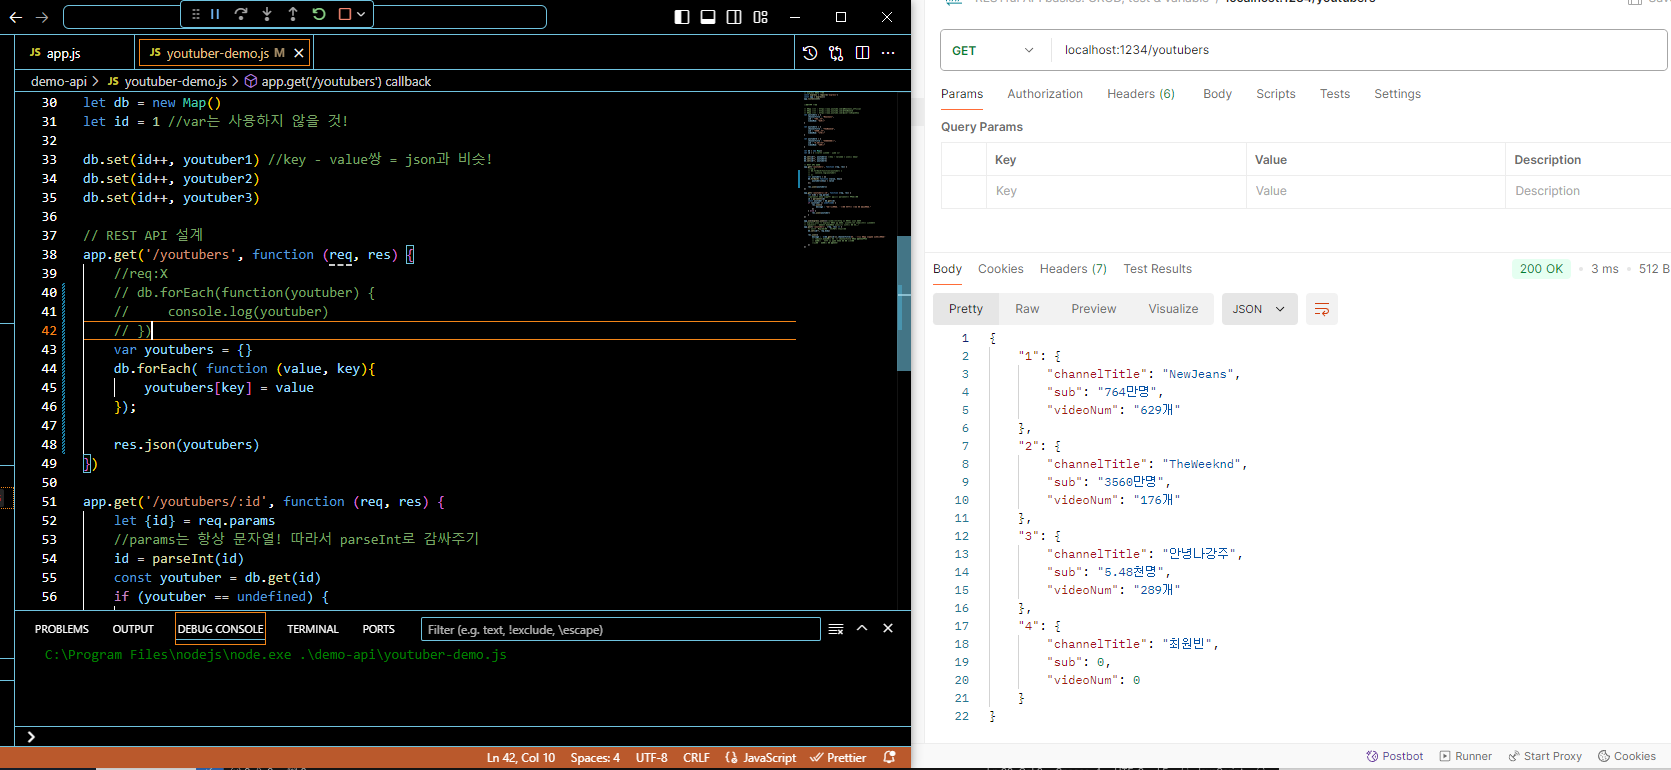 JS app.js
JS youtuber-demo.js M
demo-api > JS youtuber-demo.js > app.get('/youtubers') callback
30 let db = new Map()
31 let id = 1 //var는 사용하지 않을 것!
32
33 db.set(id++, youtuber1) //key - value쌍 = json과 비슷!
34 db.set(id++, youtuber2)
35 db.set(id++, youtuber3)
36
37 // REST API 설계
38 app.get('/youtubers', function (req, res) {
39 //req:X
40 // db.forEach(function(youtuber) {
41 // console.log(youtuber)
42 // })
43 var youtubers = {}
44 db.forEach( function (value, key){
45 youtubers[key] = value
46 });
47
48 res.json(youtubers)
49 })
50
51 app.get('/youtubers/:id', function (req, res) {
52 let {id} = req.params
53 //params는 항상 문자열! 따라서 parseInt로 감싸주기
54 id = parseInt(id)
55 const youtuber = db.get(id)
56 if (youtuber == undefined) {
PROBLEMS OUTPUT DEBUG CONSOLE TERMINAL PORTS Filter (e.g. text, !exclude, \escape)
C:\Program Files\nodejs\node.exe .\demo-api\youtuber-demo.js
Ln 42, Col 10 Spaces: 4 UTF-8 CRLF {} JavaScript Prettier
GET localhost:1234/youtubers
Params Authorization Headers (6) Body Scripts Tests Settings
Query Params
Key Value Description
Key Value Description
Body Cookies Headers (7) Test Results 200 OK • 3 ms • 512 B
Pretty Raw Preview Visualize JSON
1 {
2 "1": {
3 "channelTitle": "NewJeans",
4 "sub": "764만명",
5 "videoNum": "629개"
6 },
7 "2": {
8 "channelTitle": "TheWeeknd",
9 "sub": "3560만명",
10 "videoNum": "176개"
11 },
12 "3": {
13 "channelTitle": "안녕나강주",
14 "sub": "5.48천명",
15 "videoNum": "289개"
16 },
17 "4": {
18 "channelTitle": "최원빈",
19 "sub": 0,
20 "videoNum": 0
21 }
22 }
Postbot Runner Start Proxy Cookies